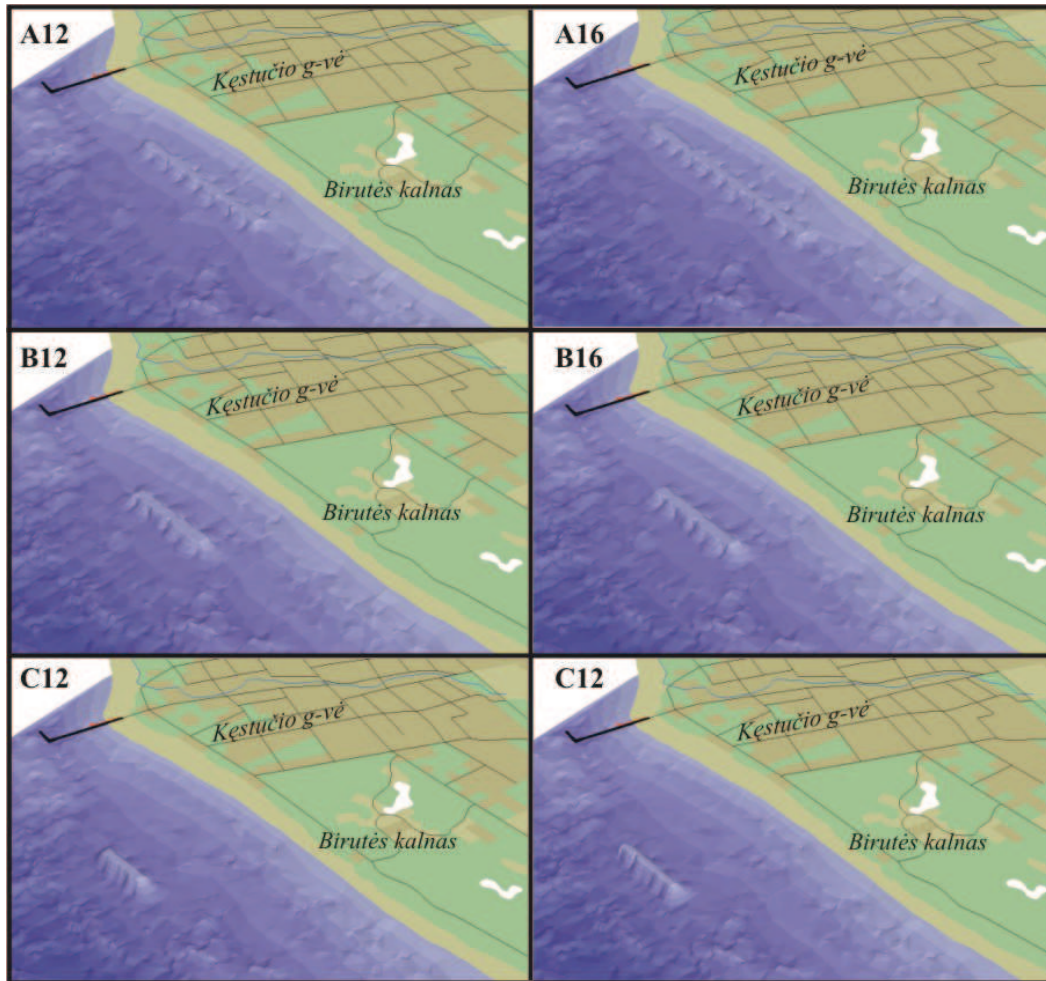 A12
Kęstučio g-vė
Birutės kalnas
A16
Kęstučio g-vė
Birutės kalnas
B12
Kęstučio g-vė
Birutės kalnas
B16
Kęstučio g-vė
Birutės kalnas
C12
Kęstučio g-vė
Birutės kalnas
C12
Kęstučio g-vė
Birutės kalnas